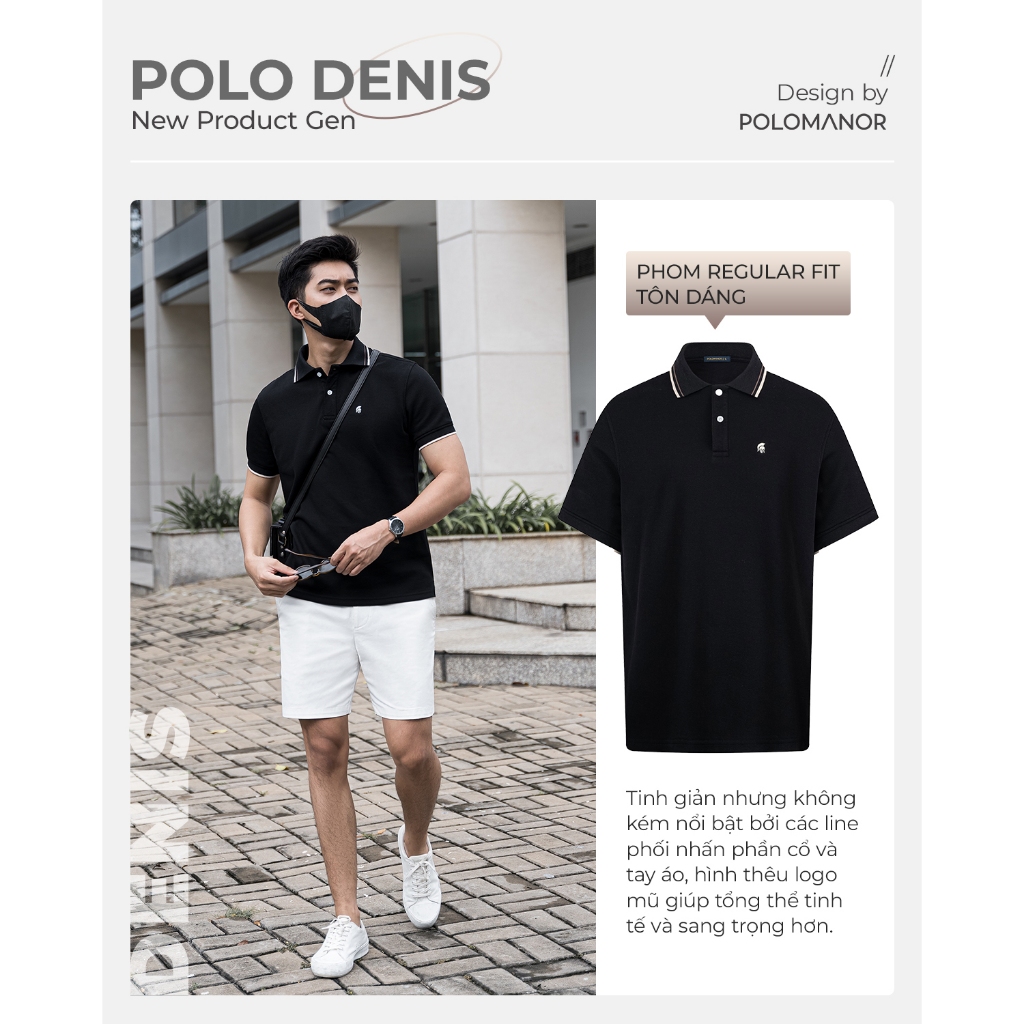 POLO DENIS
New Product Gen
//
Design by
POLOMANOR
PHOM REGULAR FIT
TÔN DÁNG
DENIS
Tinh giản nhưng không
kém nổi bật bởi các line
phối nhấn phần cổ và
tay áo, hình thêu logo
mũ giúp tổng thể tinh
tế và sang trọng hơn.